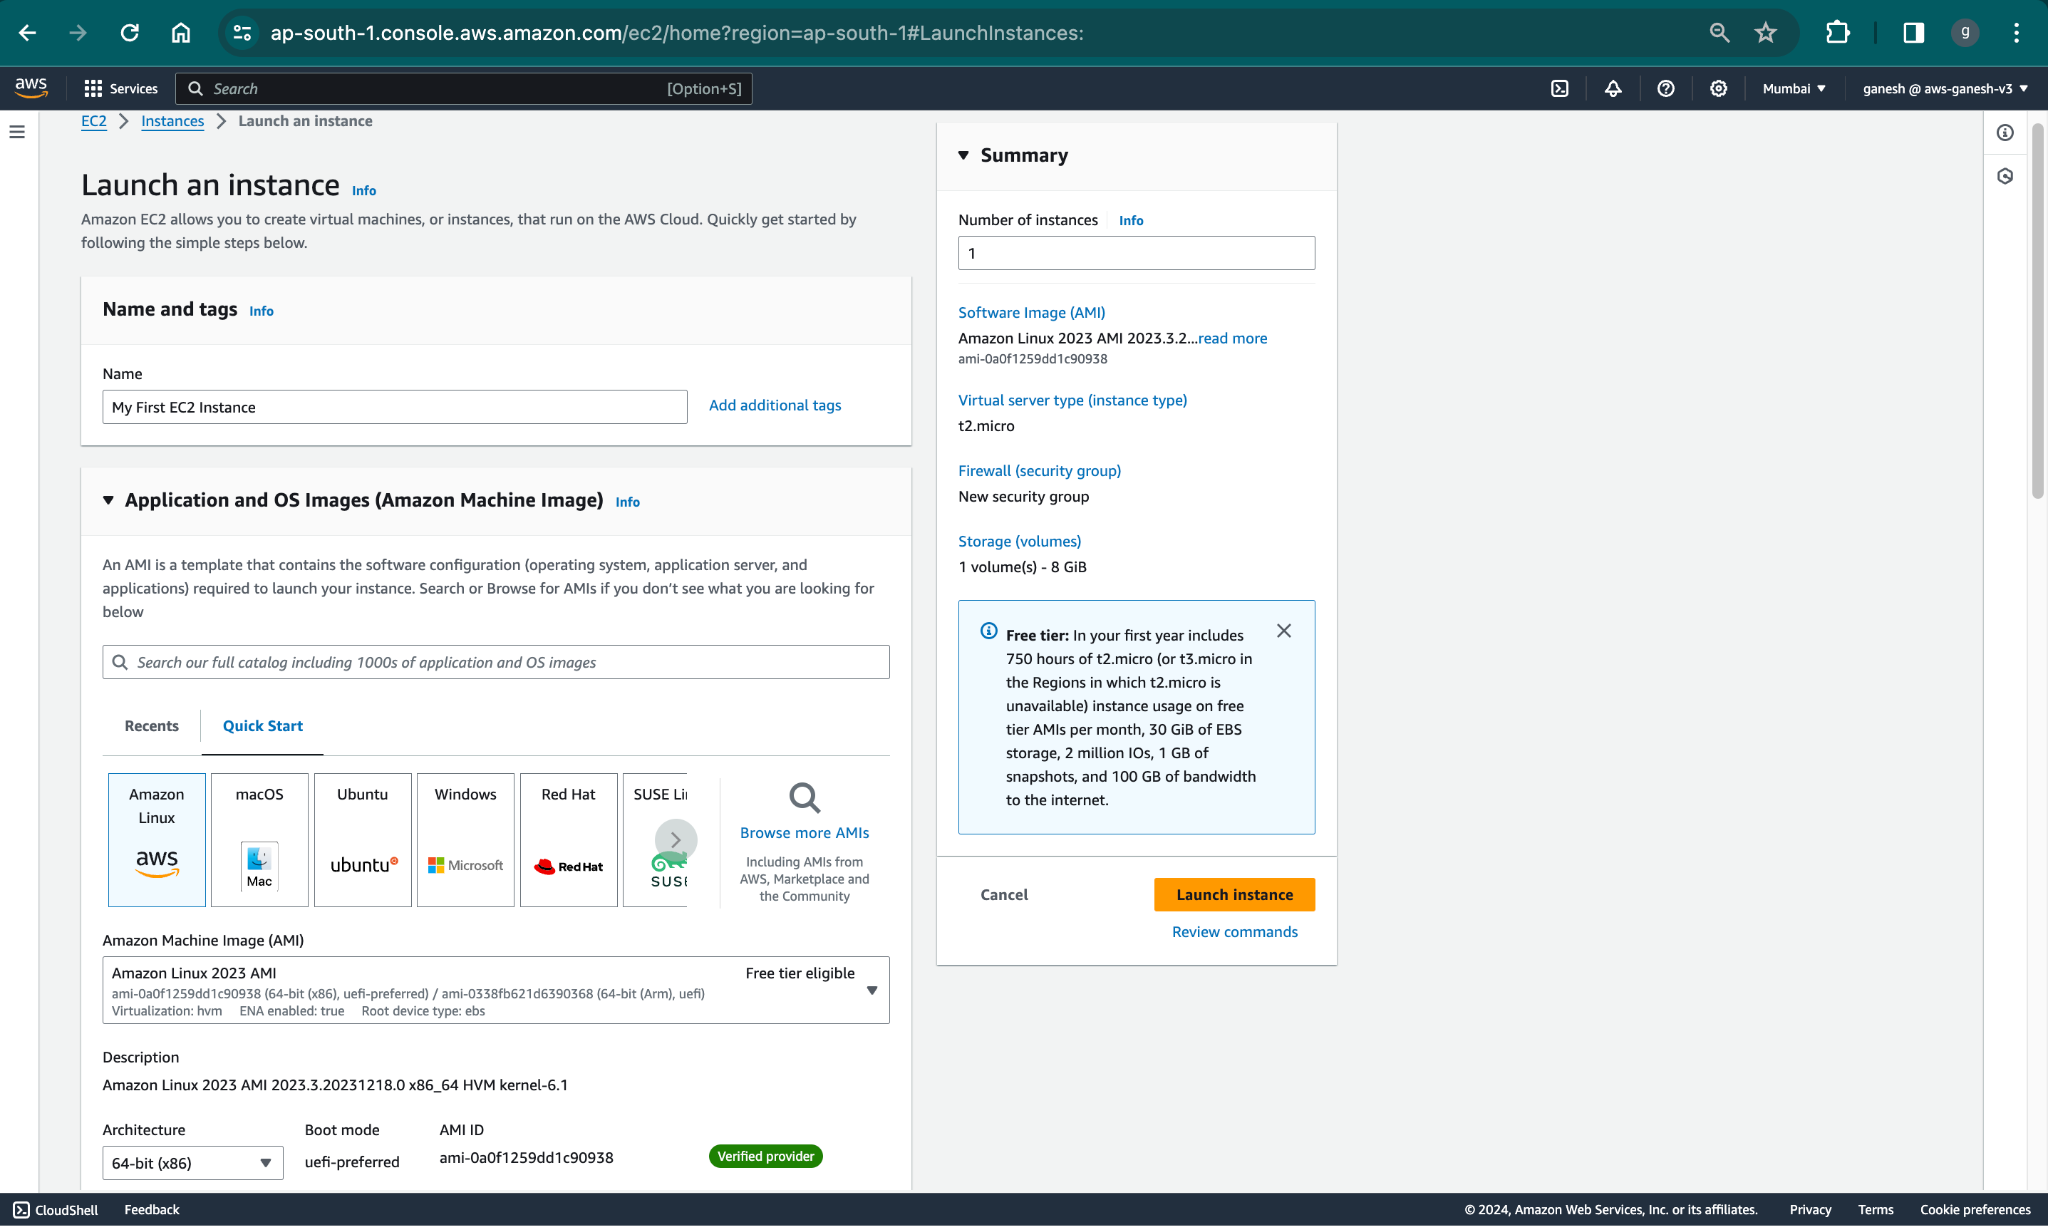 ap-south-1.console.aws.amazon.com/ec2/home?region=ap-south-1#LaunchInstances:
g
aws
Services
Search
[Option+S]
Mumbai
ganesh @ aws-ganesh-v3
EC2
Instances
Launch an instance
Launch an instance Info
Amazon EC2 allows you to create virtual machines, or instances, that run on the AWS Cloud. Quickly get started by
following the simple steps below.
Name and tags Info
Name
My First EC2 Instance
Add additional tags
Application and OS Images (Amazon Machine Image) Info
An AMI is a template that contains the software configuration (operating system, application server, and
applications) required to launch your instance. Search or Browse for AMIs if you don’t see what you are looking for
below
Search our full catalog including 1000s of application and OS images
Recents
Quick Start
Amazon
Linux
aws
macOS
Mac
Ubuntu
ubuntu
Windows
Microsoft
Red Hat
Red Hat
SUSE Li
SUSE
Browse more AMIs
Including AMIs from
AWS, Marketplace and
the Community
Amazon Machine Image (AMI)
Amazon Linux 2023 AMI
Free tier eligible
ami-0a0f1259dd1c90938 (64-bit (x86), uefi-preferred) / ami-0338fb621d6390368 (64-bit (Arm), uefi)
Virtualization: hvm ENA enabled: true Root device type: ebs
Description
Amazon Linux 2023 AMI 2023.3.20231218.0 x86_64 HVM kernel-6.1
Architecture
64-bit (x86)
Boot mode
uefi-preferred
AMI ID
ami-0a0f1259dd1c90938
Verified provider
Summary
Number of instances Info
1
Software Image (AMI)
Amazon Linux 2023 AMI 2023.3.2...read more
ami-0a0f1259dd1c90938
Virtual server type (instance type)
t2.micro
Firewall (security group)
New security group
Storage (volumes)
1 volume(s) - 8 GiB
Free tier: In your first year includes
750 hours of t2.micro (or t3.micro in
the Regions in which t2.micro is
unavailable) instance usage on free
tier AMIs per month, 30 GiB of EBS
storage, 2 million IOs, 1 GB of
snapshots, and 100 GB of bandwidth
to the internet.
Cancel
Launch instance
Review commands
CloudShell
Feedback
© 2024, Amazon Web Services, Inc. or its affiliates.
Privacy
Terms
Cookie preferences